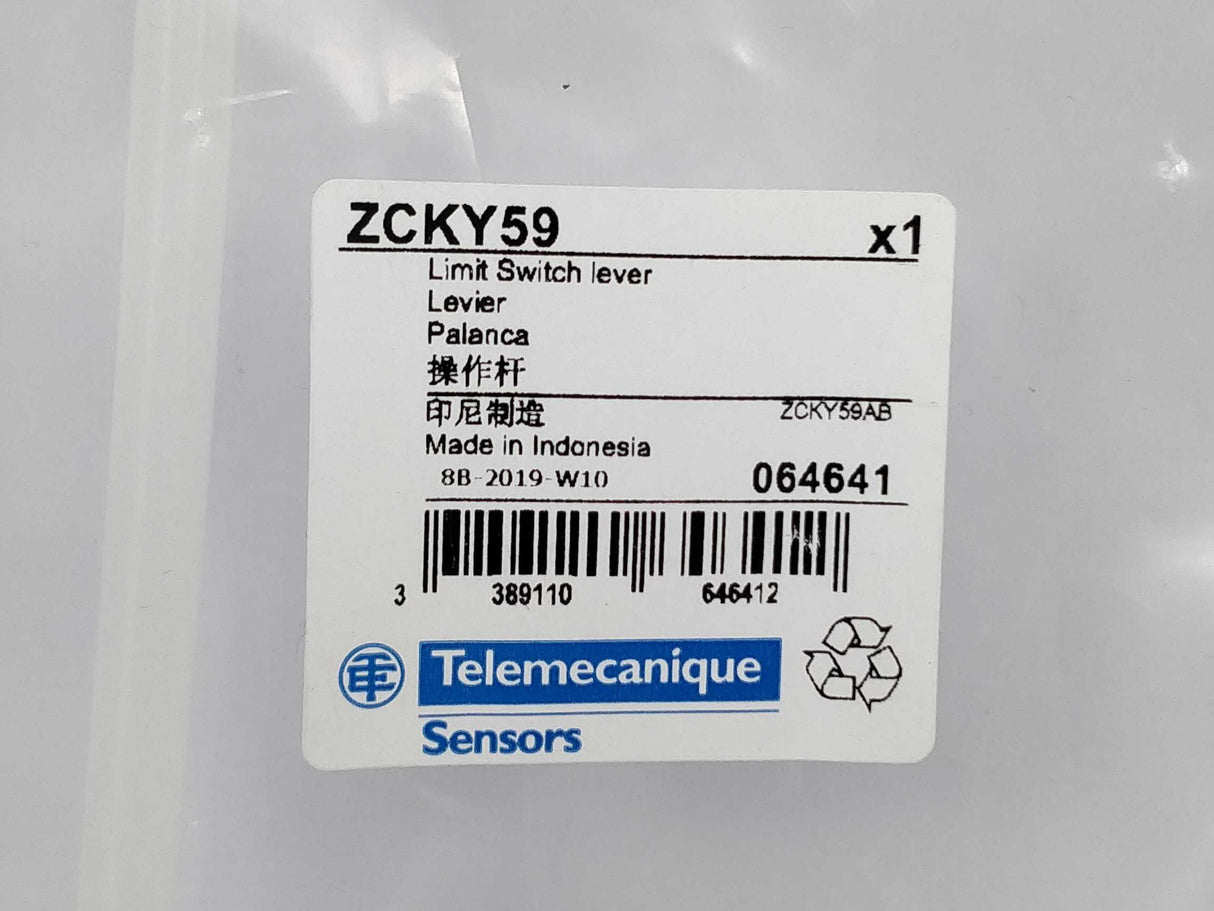 ZCKY59 x1
Limit Switch lever
Levier
Palanca
操作杆
印尼制造 ZCKY59AB
Made in Indonesia
8B-2019-W10 064641
3 389110 646412
Telemecanique
Sensors